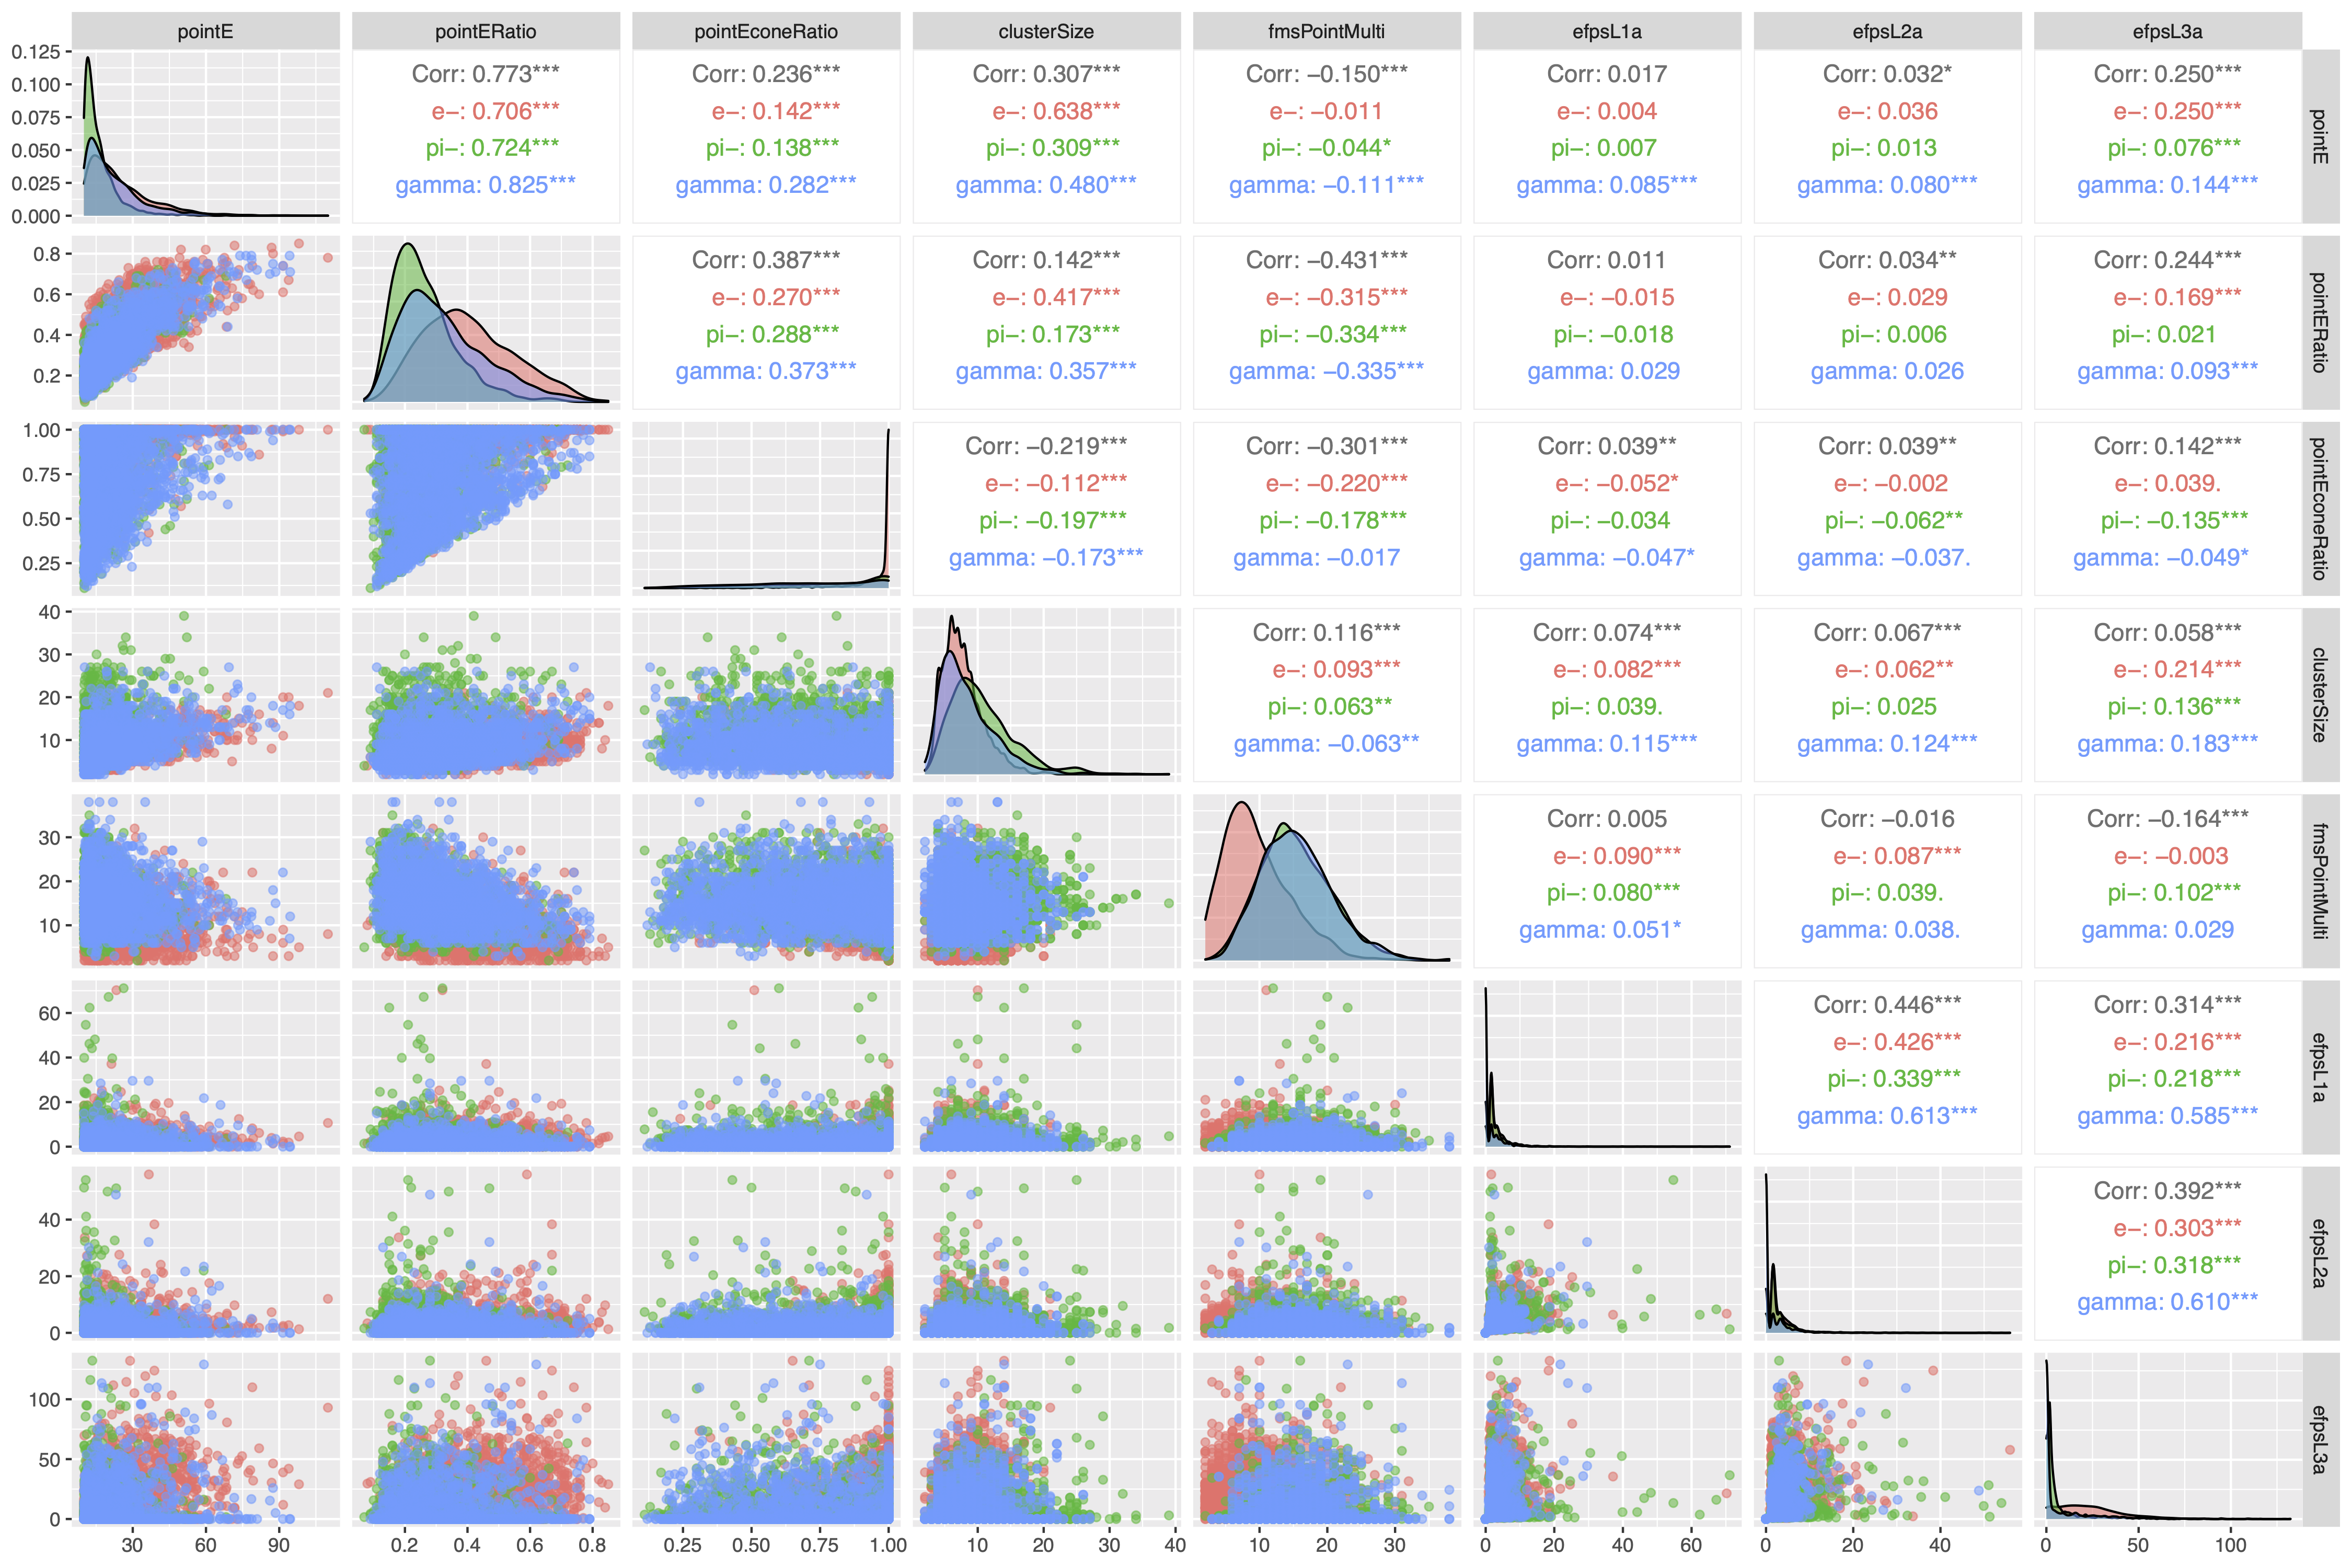 pointE pointERatio pointEconeRatio clusterSize fmsPointMulti efpsL1a efpsL2a efpsL3a
0.125
0.100
0.075
0.050
0.025
0.000
Corr: 0.773***
e−: 0.706***
pi−: 0.724***
gamma: 0.825***
Corr: 0.236***
e−: 0.142***
pi−: 0.138***
gamma: 0.282***
Corr: 0.307***
e−: 0.638***
pi−: 0.309***
gamma: 0.480***
Corr: −0.150***
e−: −0.011
pi−: −0.044*
gamma: −0.111***
Corr: 0.017
e−: 0.004
pi−: 0.007
gamma: 0.085***
Corr: 0.032*
e−: 0.036
pi−: 0.013
gamma: 0.080***
Corr: 0.250***
e−: 0.250***
pi−: 0.076***
gamma: 0.144***
pointE
0.8
0.6
0.4
0.2
Corr: 0.387***
e−: 0.270***
pi−: 0.288***
gamma: 0.373***
Corr: 0.142***
e−: 0.417***
pi−: 0.173***
gamma: 0.357***
Corr: −0.431***
e−: −0.315***
pi−: −0.334***
gamma: −0.335***
Corr: 0.011
e−: −0.015
pi−: −0.018
gamma: 0.029
Corr: 0.034**
e−: 0.029
pi−: 0.006
gamma: 0.026
Corr: 0.244***
e−: 0.169***
pi−: 0.021
gamma: 0.093***
pointERatio
1.00
0.75
0.50
0.25
Corr: −0.219***
e−: −0.112***
pi−: −0.197***
gamma: −0.173***
Corr: −0.301***
e−: −0.220***
pi−: −0.178***
gamma: −0.017
Corr: 0.039**
e−: −0.052*
pi−: −0.034
gamma: −0.047*
Corr: 0.039**
e−: −0.002
pi−: −0.062**
gamma: −0.037.
Corr: 0.142***
e−: 0.039.
pi−: −0.135***
gamma: −0.049*
pointEconeRatio
40
30
20
10
Corr: 0.116***
e−: 0.093***
pi−: 0.063**
gamma: −0.063**
Corr: 0.074***
e−: 0.082***
pi−: 0.039.
gamma: 0.115***
Corr: 0.067***
e−: 0.062**
pi−: 0.025
gamma: 0.124***
Corr: 0.058***
e−: 0.214***
pi−: 0.136***
gamma: 0.183***
clusterSize
30
20
10
Corr: 0.005
e−: 0.090***
pi−: 0.080***
gamma: 0.051*
Corr: −0.016
e−: 0.087***
pi−: 0.039.
gamma: 0.038.
Corr: −0.164***
e−: −0.003
pi−: 0.102***
gamma: 0.029
fmsPointMulti
60
40
20
0
Corr: 0.446***
e−: 0.426***
pi−: 0.339***
gamma: 0.613***
Corr: 0.314***
e−: 0.216***
pi−: 0.218***
gamma: 0.585***
efpsL1a
40
20
0
Corr: 0.392***
e−: 0.303***
pi−: 0.318***
gamma: 0.610***
efpsL2a
100
50
0
efpsL3a
30 60 90 0.2 0.4 0.6 0.8 0.25 0.50 0.75 1.00 10 20 30 40 10 20 30 0 20 40 60 0 20 40 0 50 100